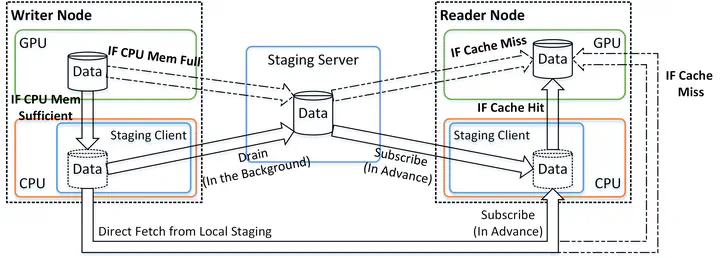 Writer Node
GPU
Data
IF CPU Mem Full
IF CPU Mem
Sufficient
Staging Client
Data
CPU
Staging Server
Data
Drain
(In the Background)
Subscribe
(In Advance)
Direct Fetch from Local Staging
Reader Node
GPU
Data
IF Cache Miss
IF Cache Hit
Staging Client
Data
CPU
Subscribe
(In Advance)
IF Cache
Miss